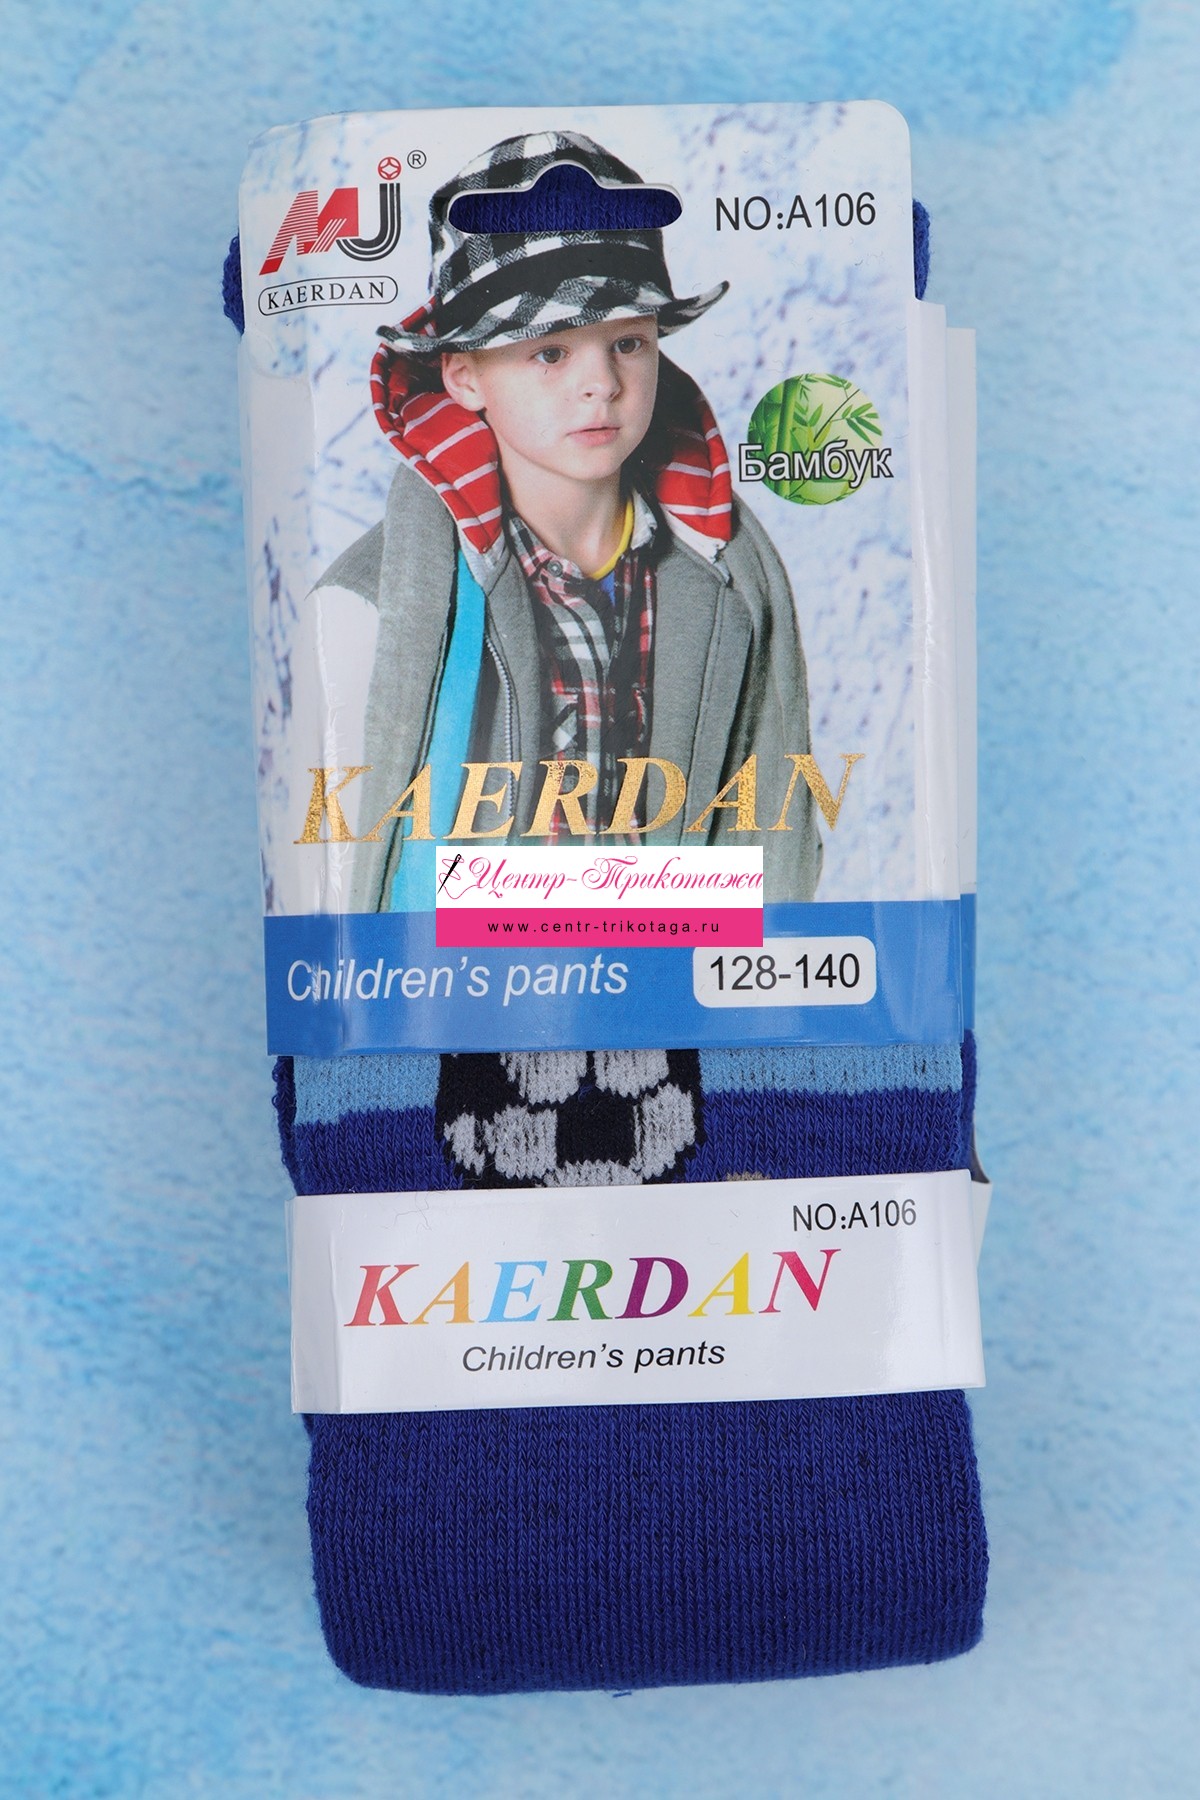 MJ ®
KAERDAN
NO:A106
Бамбук
KAERDAN
Центр-Трикотажа
www.centr-trikotaga.ru
Children's pants 128-140
NO:A106
KAERDAN
Children's pants